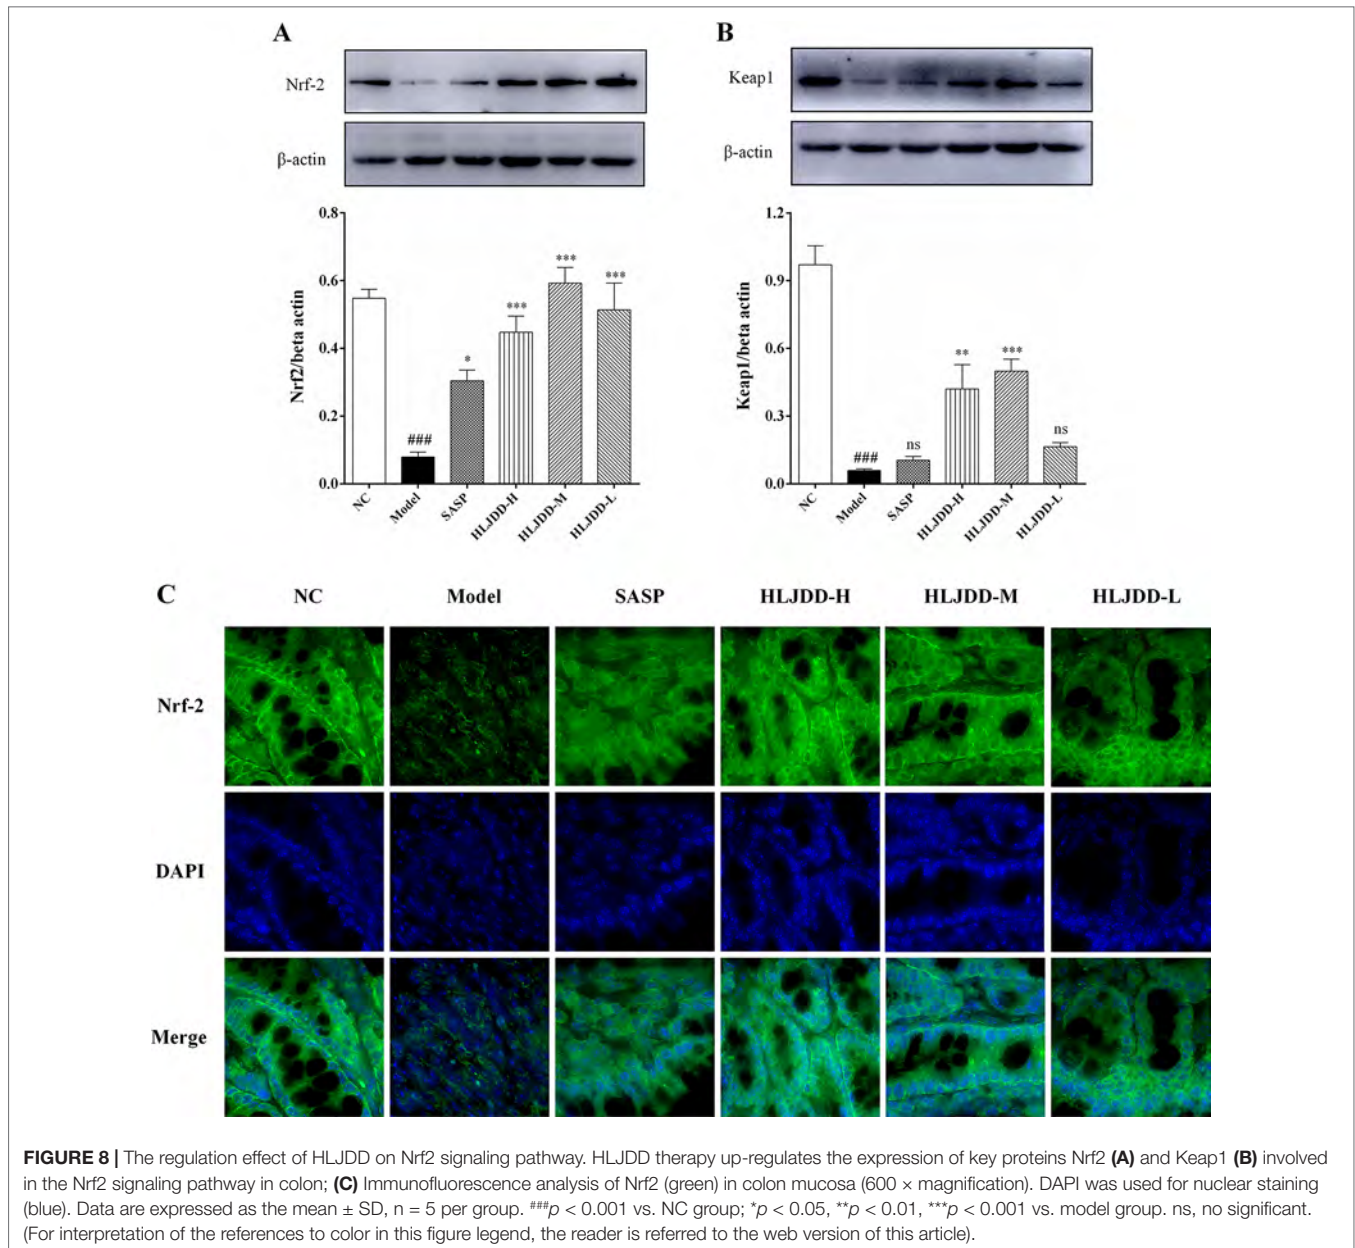 A
B
Nrf-2
β-actin
Keap1
β-actin
0.8
0.6
0.4
0.2
0.0
Nrf2/beta actin
###
*
***
***
***
NC
Model
SASP
HLJDD-H
HLJDD-M
HLJDD-L
1.2
0.9
0.6
0.3
0.0
Keap1/beta actin
###
ns
**
***
ns
NC
Model
SASP
HLJDD-H
HLJDD-M
HLJDD-L
C
NC Model SASP HLJDD-H HLJDD-M HLJDD-L
Nrf-2
DAPI
Merge
FIGURE 8 | The regulation effect of HLJDD on Nrf2 signaling pathway. HLJDD therapy up-regulates the expression of key proteins Nrf2 (A) and Keap1 (B) involved
in the Nrf2 signaling pathway in colon; (C) Immunofluorescence analysis of Nrf2 (green) in colon mucosa (600 × magnification). DAPI was used for nuclear staining
(blue). Data are expressed as the mean ± SD, n = 5 per group. ###p < 0.001 vs. NC group; *p < 0.05, **p < 0.01, ***p < 0.001 vs. model group. ns, no significant.
(For interpretation of the references to color in this figure legend, the reader is referred to the web version of this article).